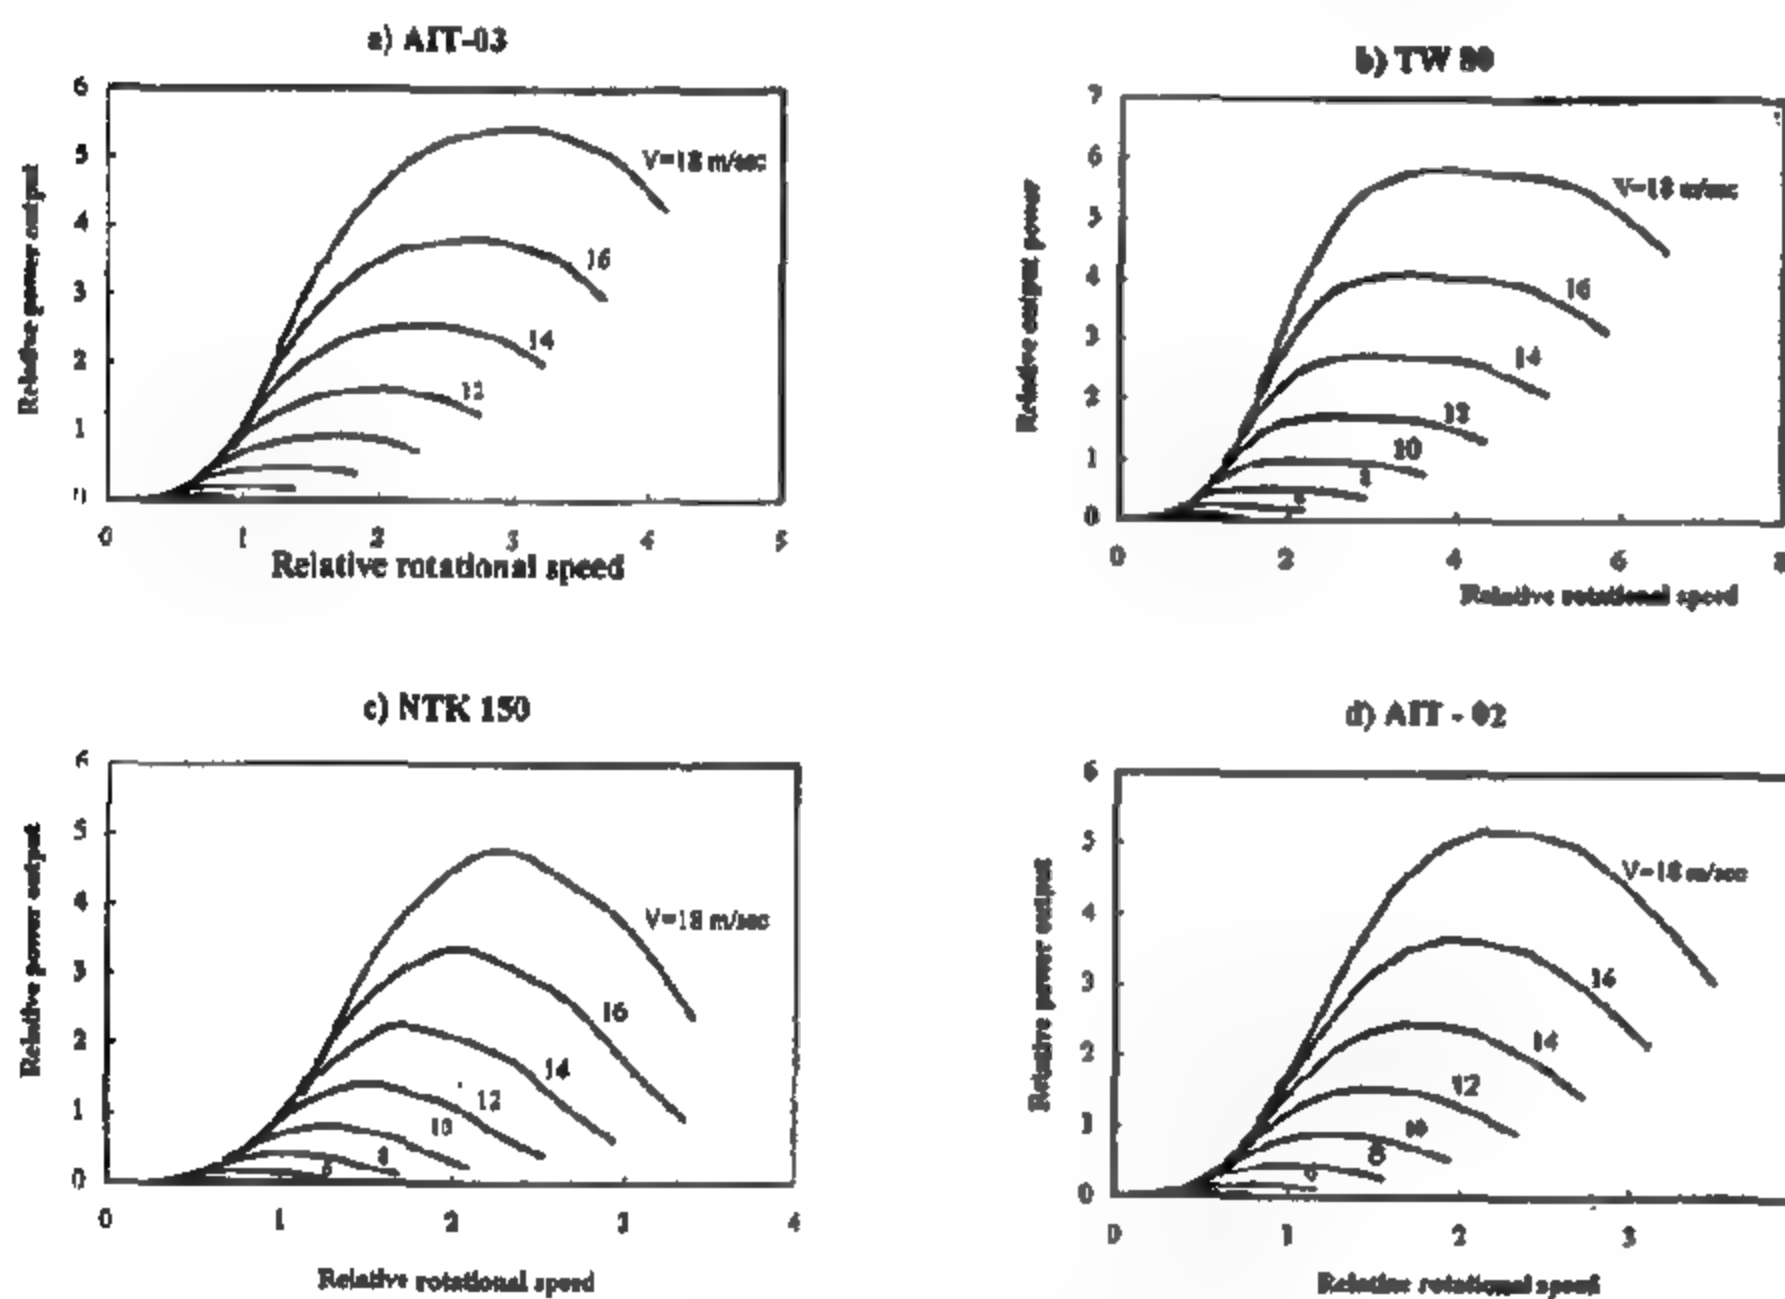 a) AIT-03
6
5
4
3
2
1
0
Relative power output
V=18 m/sec
16
14
12
0 1 2 3 4 5
Relative rotational speed
b) TW 80
7
6
5
4
3
2
1
0
Relative output power
V=18 m/sec
16
14
12
10
8
6
0 2 4 6 8
Relative rotational speed
c) NTK 150
6
5
4
3
2
1
0
Relative power output
V=18 m/sec
16
14
12
10
8
6
0 1 2 3 4
Relative rotational speed
d) AIT - 02
6
5
4
3
2
1
0
Relative power output
V=18 m/sec
16
14
12
10
8
6
0 1 2 3
Relative rotational speed